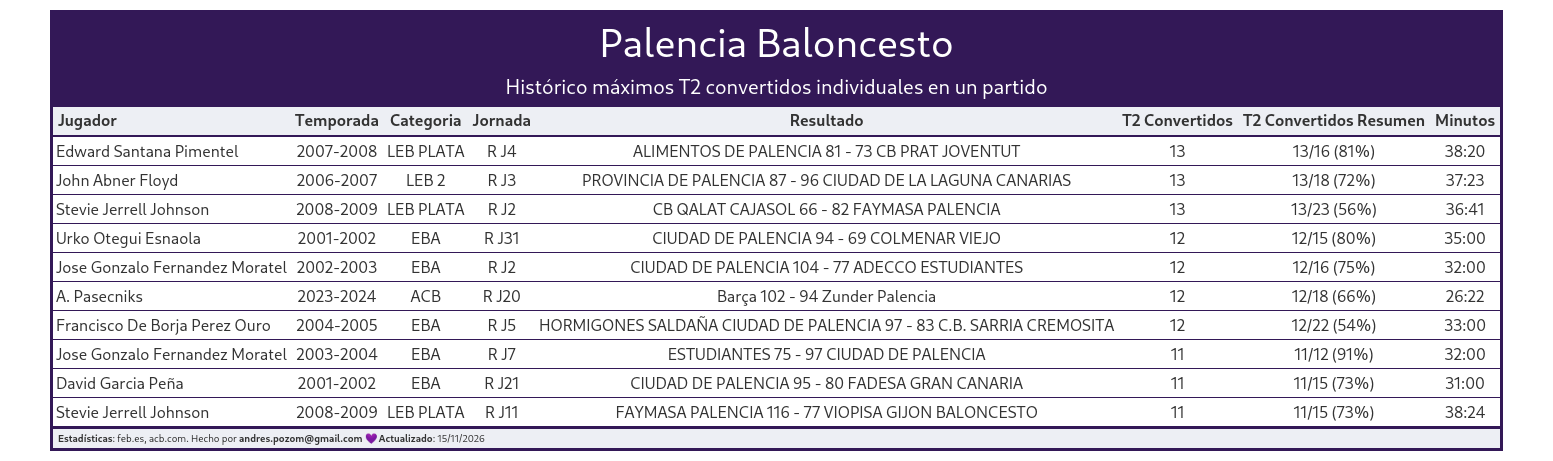 Palencia Baloncesto
Histórico máximos T2 convertidos individuales en un partido
Jugador Temporada Categoria Jornada Resultado T2 Convertidos T2 Convertidos Resumen Minutos
Edward Santana Pimentel 2007-2008 LEB PLATA R J4 ALIMENTOS DE PALENCIA 81 - 73 CB PRAT JOVENTUT 13 13/16 (81%) 38:20
John Abner Floyd 2006-2007 LEB 2 R J3 PROVINCIA DE PALENCIA 87 - 96 CIUDAD DE LA LAGUNA CANARIAS 13 13/18 (72%) 37:23
Stevie Jerrell Johnson 2008-2009 LEB PLATA R J2 CB QALAT CAJASOL 66 - 82 FAYMASA PALENCIA 13 13/23 (56%) 36:41
Urko Otegui Esnaola 2001-2002 EBA R J31 CIUDAD DE PALENCIA 94 - 69 COLMENAR VIEJO 12 12/15 (80%) 35:00
Jose Gonzalo Fernandez Moratel 2002-2003 EBA R J2 CIUDAD DE PALENCIA 104 - 77 ADECCO ESTUDIANTES 12 12/16 (75%) 32:00
A. Pasecniks 2023-2024 ACB R J20 Barça 102 - 94 Zunder Palencia 12 12/18 (66%) 26:22
Francisco De Borja Perez Ouro 2004-2005 EBA R J5 HORMIGONES SALDAÑA CIUDAD DE PALENCIA 97 - 83 C.B. SARRIA CREMOSITA 12 12/22 (54%) 33:00
Jose Gonzalo Fernandez Moratel 2003-2004 EBA R J7 ESTUDIANTES 75 - 97 CIUDAD DE PALENCIA 11 11/12 (91%) 32:00
David Garcia Peña 2001-2002 EBA R J21 CIUDAD DE PALENCIA 95 - 80 FADESA GRAN CANARIA 11 11/15 (73%) 31:00
Stevie Jerrell Johnson 2008-2009 LEB PLATA R J11 FAYMASA PALENCIA 116 - 77 VIOPISA GIJON BALONCESTO 11 11/15 (73%) 38:24
Estadísticas: feb.es, acb.com. Hecho por andres.pozom@gmail.com 💜 Actualizado: 15/11/2026